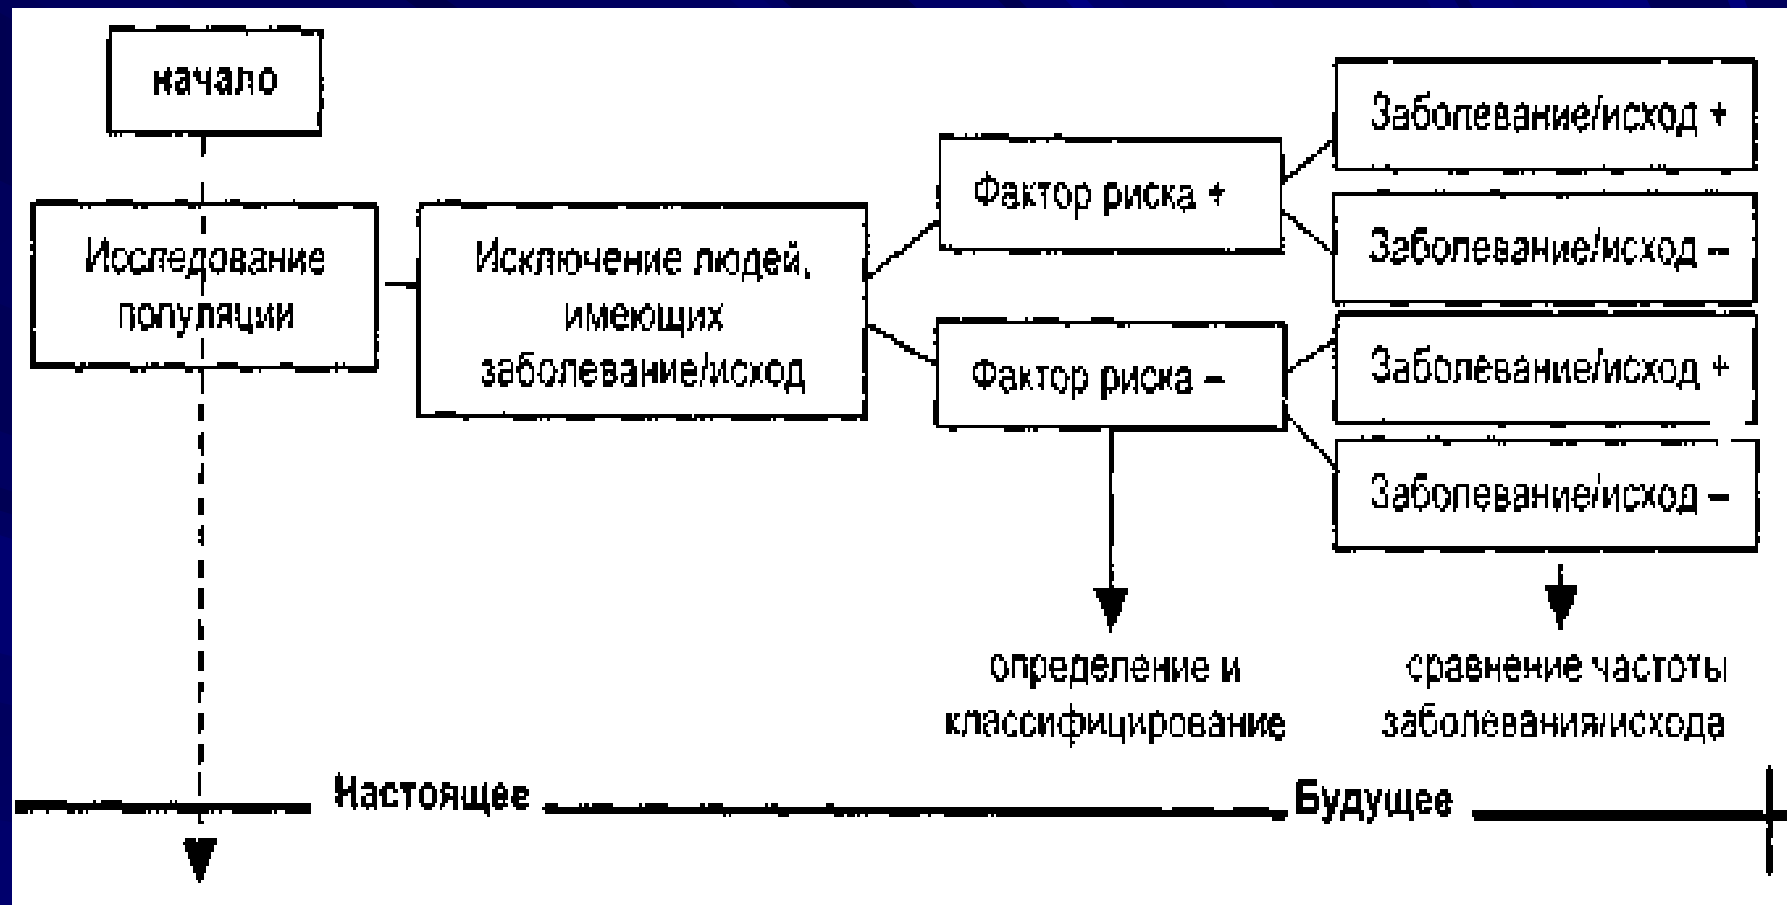 начало
Исследование
популяции
Исключение людей,
имеющих
заболевание/исход
Фактор риска +
Фактор риска –
Заболевание/исход +
Заболевание/исход –
Заболевание/исход +
Заболевание/исход –
определение и
классифицирование
сравнение частоты
заболевания/исхода
Настоящее
Будущее